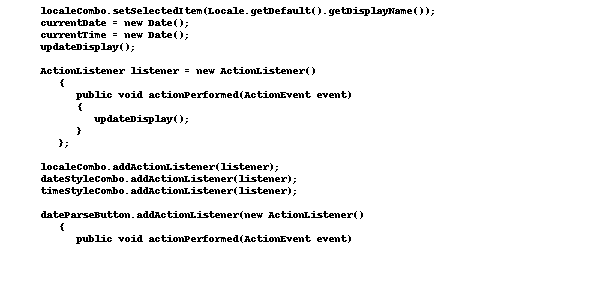 localeCombo.setSelectedItem(Locale.getDefault().getDisplayName());
currentDate = new Date();
currentTime = new Date();
updateDisplay();
ActionListener listener = new ActionListener()
{
public void actionPerformed(ActionEvent event)
{
updateDisplay();
}
};
localeCombo.addActionListener(listener);
dateStyleCombo.addActionListener(listener);
timeStyleCombo.addActionListener(listener);
dateParseButton.addActionListener(new ActionListener()
{
public void actionPerformed(ActionEvent event)